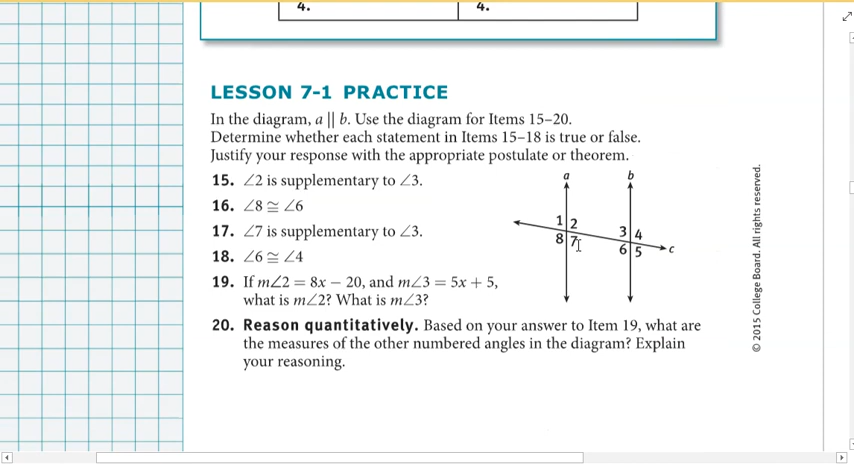 4.
4.
LESSON 7-1 PRACTICE
In the diagram, a || b. Use the diagram for Items 15–20.
Determine whether each statement in Items 15–18 is true or false.
Justify your response with the appropriate postulate or theorem.
15. ∠2 is supplementary to ∠3.
16. ∠8 ≅ ∠6
17. ∠7 is supplementary to ∠3.
18. ∠6 ≅ ∠4
19. If m∠2 = 8x − 20, and m∠3 = 5x + 5,
what is m∠2? What is m∠3?
20. Reason quantitatively. Based on your answer to Item 19, what are
the measures of the other numbered angles in the diagram? Explain
your reasoning.
a
b
1 2
3 4
8 7
6 5
c
© 2015 College Board. All rights reserved.